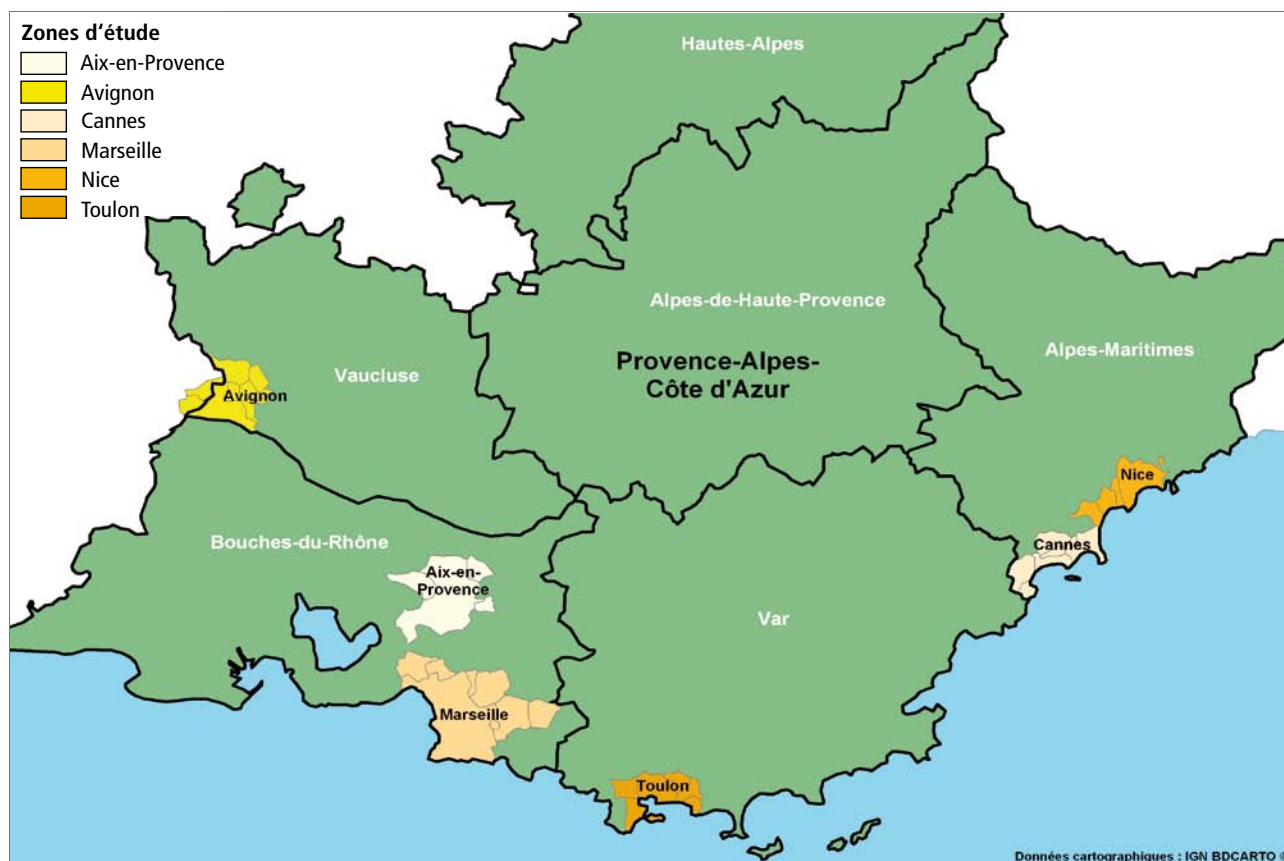 Zones d'étude
Aix-en-Provence
Avignon
Cannes
Marseille
Nice
Toulon
Hautes-Alpes
Alpes-de-Haute-Provence
Provence-Alpes-
Côte d'Azur
Alpes-Maritimes
Vaucluse
Avignon
Nice
Cannes
Bouches-du-Rhône
Aix-en-
Provence
Var
Marseille
Toulon
Données cartographiques : IGN BDCARTO ©